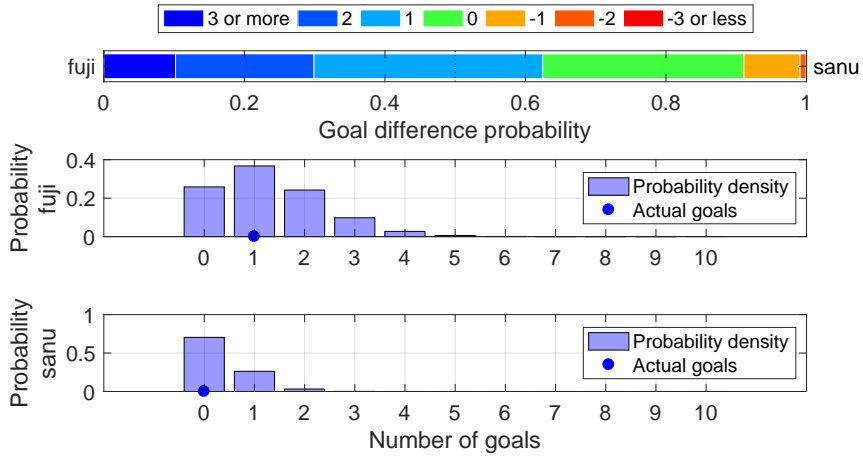 3 or more 2 1 0 -1 -2 -3 or less
fuji sanu
0 0.2 0.4 0.6 0.8 1
Goal difference probability
Probability
fuji
0.4
0.2
0
Probability density
Actual goals
0 1 2 3 4 5 6 7 8 9 10
Probability
sanu
1
0.5
0
Probability density
Actual goals
0 1 2 3 4 5 6 7 8 9 10
Number of goals